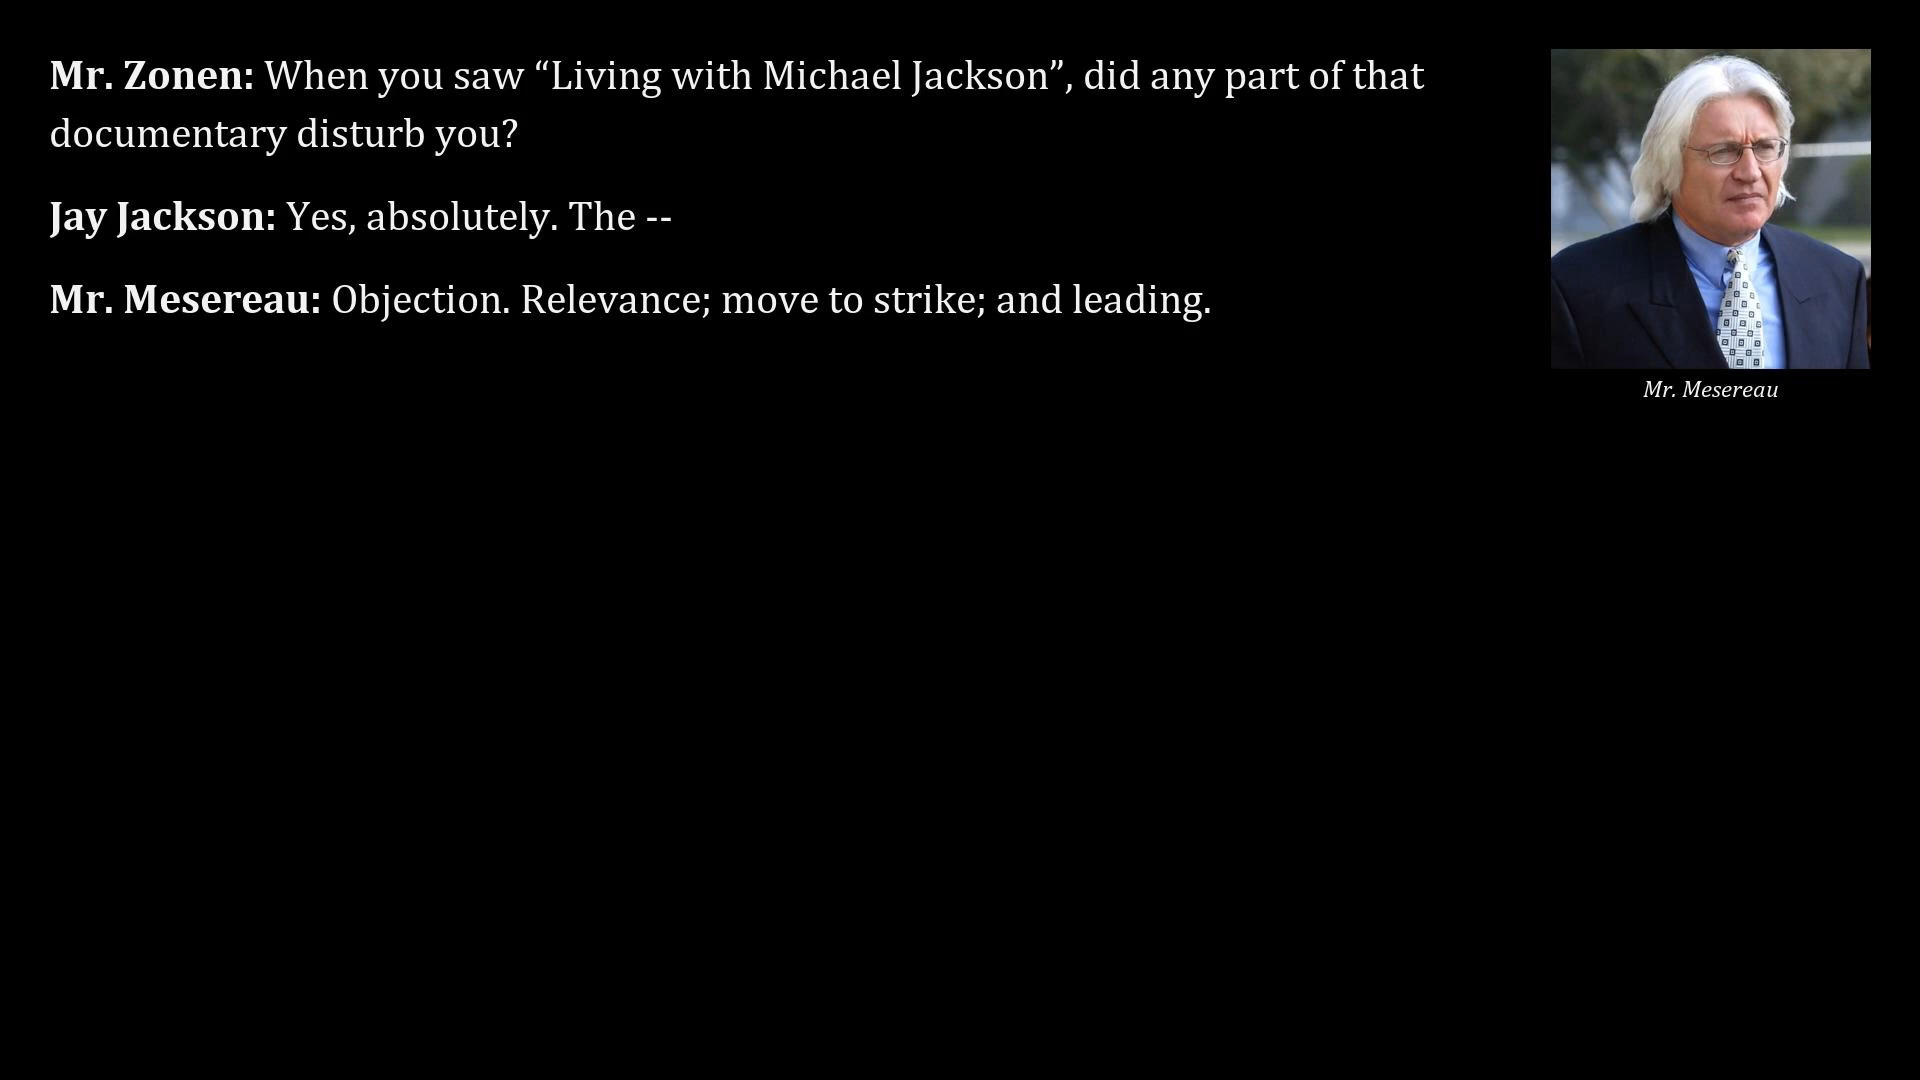 Mr. Zonen: When you saw “Living with Michael Jackson”, did any part of that
documentary disturb you?
Jay Jackson: Yes, absolutely. The --
Mr. Mesereau: Objection. Relevance; move to strike; and leading.
Mr. Mesereau